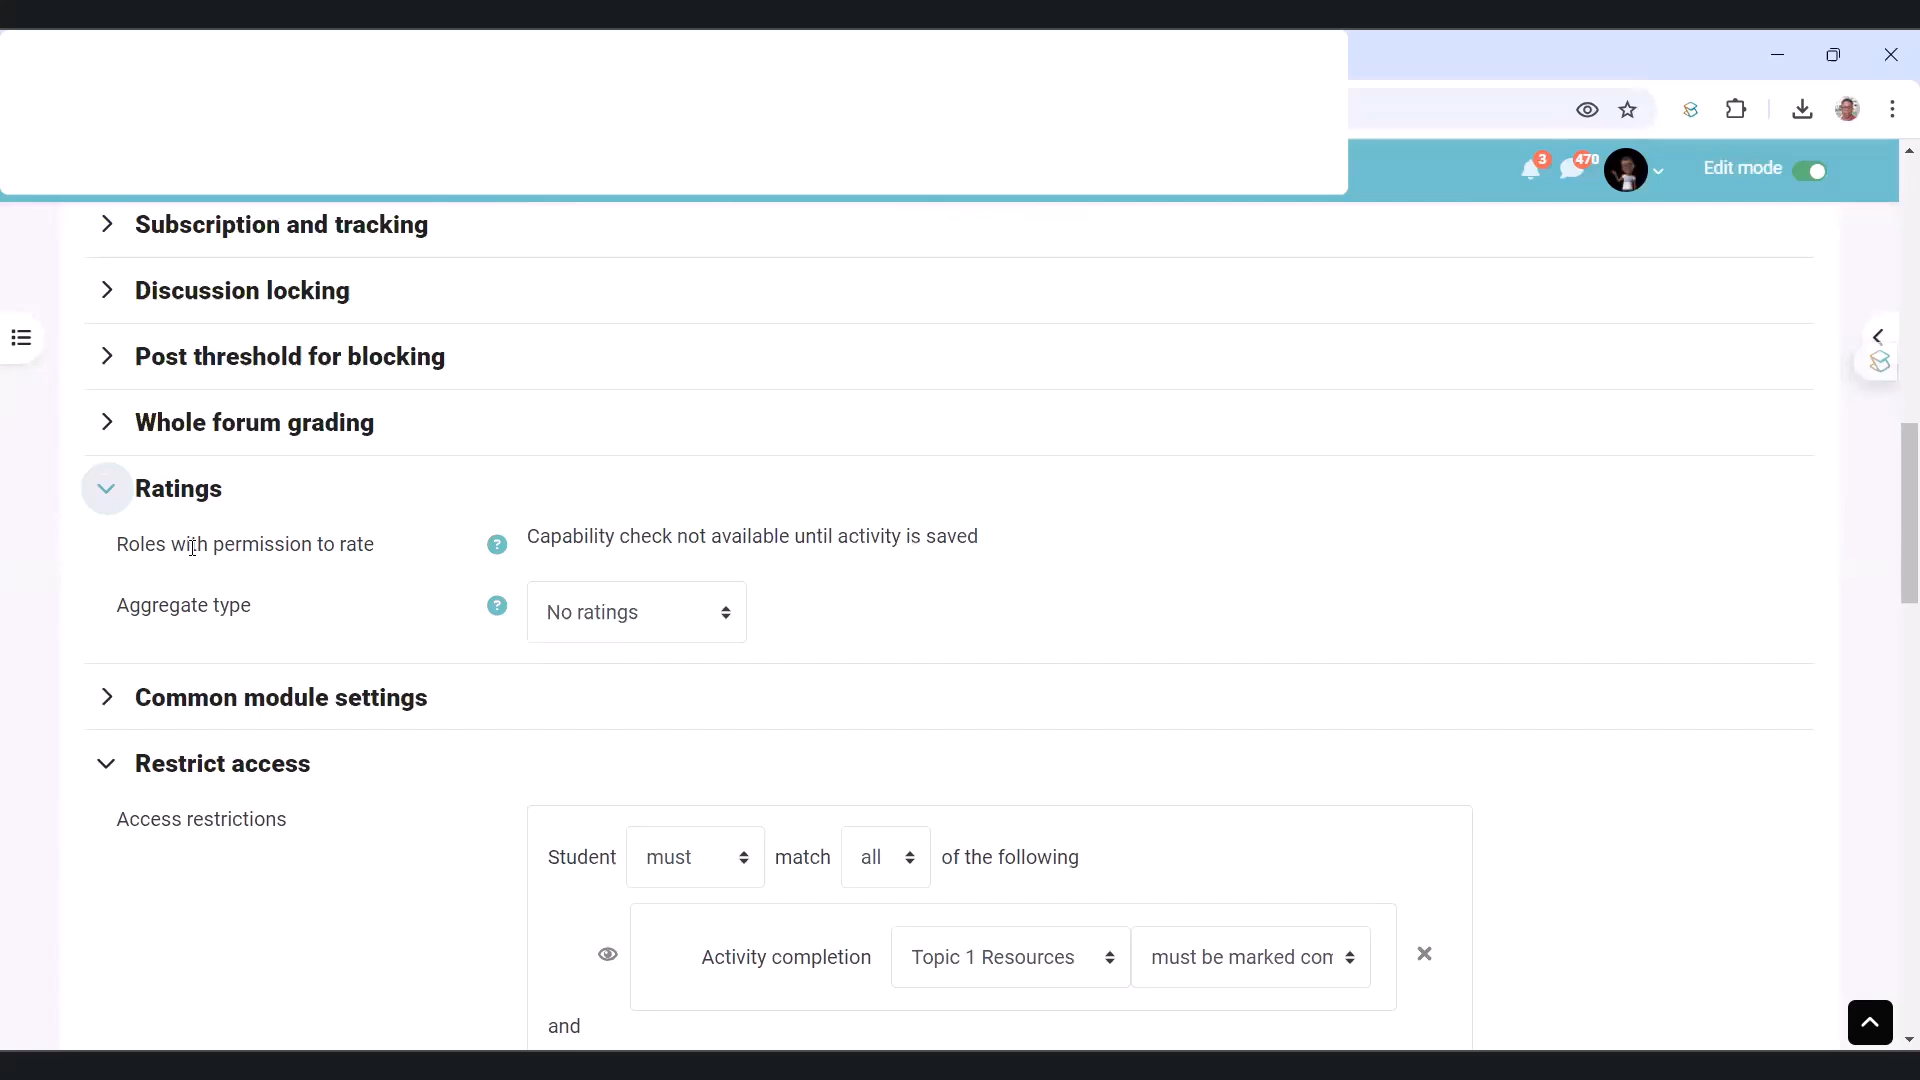 3
470
Edit mode
Subscription and tracking
Discussion locking
Post threshold for blocking
Whole forum grading
Ratings
Roles with permission to rate ? Capability check not available until activity is saved
Aggregate type ? No ratings
Common module settings
Restrict access
Access restrictions
Student must match all of the following
Activity completion Topic 1 Resources must be marked com
and